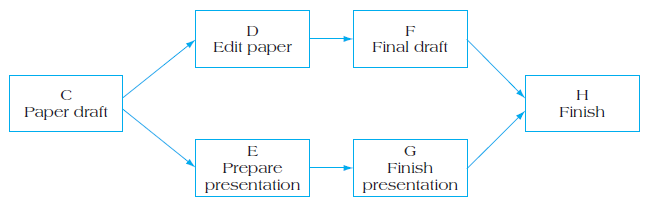 D
Edit paper
F
Final draft
C
Paper draft
H
Finish
E
Prepare
presentation
G
Finish
presentation